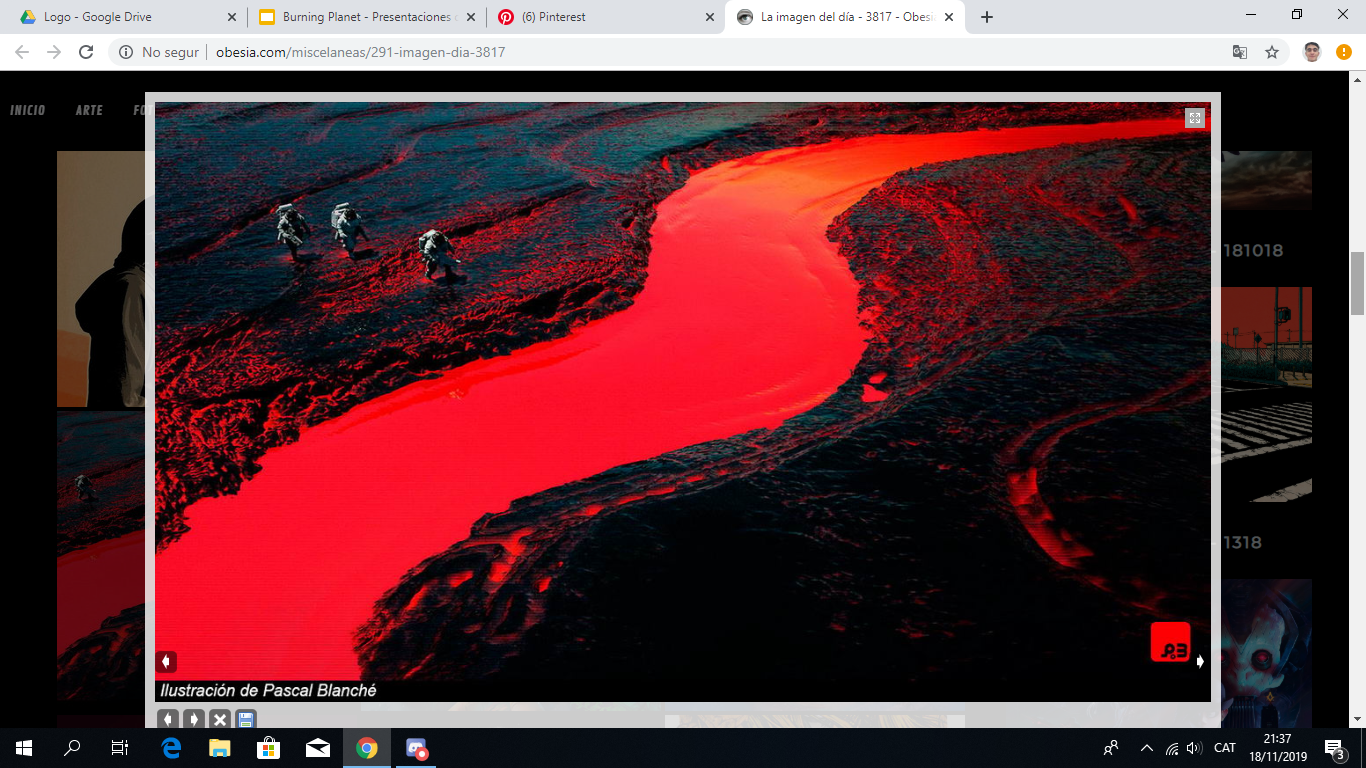 Logo - Google Drive
Burning Planet - Presentaciones
(6) Pinterest
La imagen del día - 3817 - Obesi
No segur
obesia.com/miscelaneas/291-imagen-dia-3817
INICIO
ARTE
181018
1318
Ilustración de Pascal Blanché
CAT
21:37
18/11/2019
3